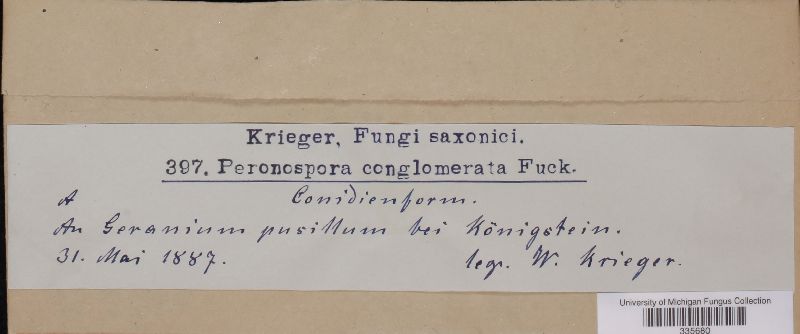 Krieger, Fungi saxonici.
397. Peronospora conglomerata Fuck.
A Conidienform.
An Geranium pusillum bei Königstein.
31. Mai 1887. leg. W. Krieger.
University of Michigan Fungus Collection
335680